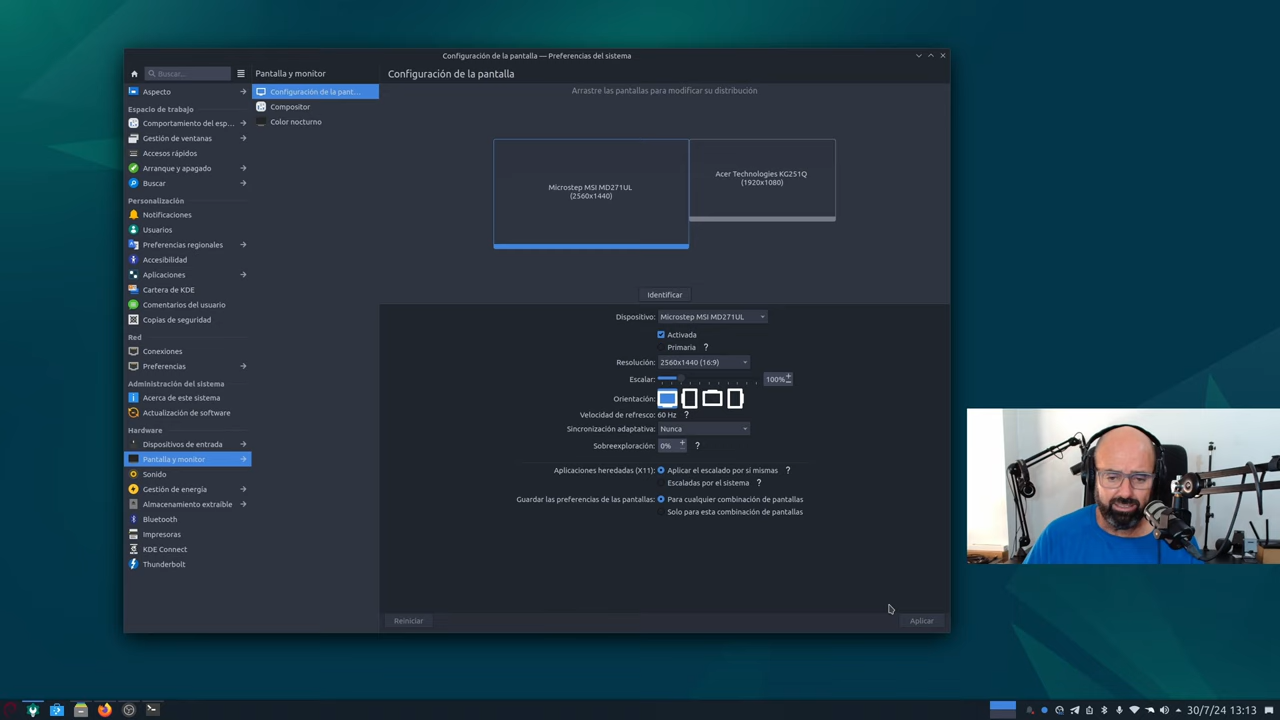 Configuración de la pantalla — Preferencias del sistema
Buscar...
Aspecto
Espacio de trabajo
Comportamiento del esp...
Gestión de ventanas
Accesos rápidos
Arranque y apagado
Buscar
Personalización
Notificaciones
Usuarios
Preferencias regionales
Accesibilidad
Aplicaciones
Cartera de KDE
Comentarios del usuario
Copias de seguridad
Red
Conexiones
Preferencias
Administración del sistema
Acerca de este sistema
Actualización de software
Hardware
Dispositivos de entrada
Pantalla y monitor
Sonido
Gestión de energía
Almacenamiento extraíble
Bluetooth
Impresoras
KDE Connect
Thunderbolt
Pantalla y monitor
Configuración de la pant...
Compositor
Color nocturno
Configuración de la pantalla
Arrastre las pantallas para modificar su distribución
Microstep MSI MD271UL
(2560x1440)
Acer Technologies KG251Q
(1920x1080)
Identificar
Dispositivo: Microstep MSI MD271UL
Activada
Primaria ?
Resolución: 2560x1440 (16:9)
Escalar: 100%
Orientación:
Velocidad de refresco: 60 Hz ?
Sincronización adaptativa: Nunca
Sobreexploración: 0% ?
Aplicaciones heredadas (X11): Aplicar el escalado por sí mismas ?
Escaladas por el sistema ?
Guardar las preferencias de las pantallas: Para cualquier combinación de pantallas
Solo para esta combinación de pantallas
Reiniciar
Aplicar
30/7/24 13:13